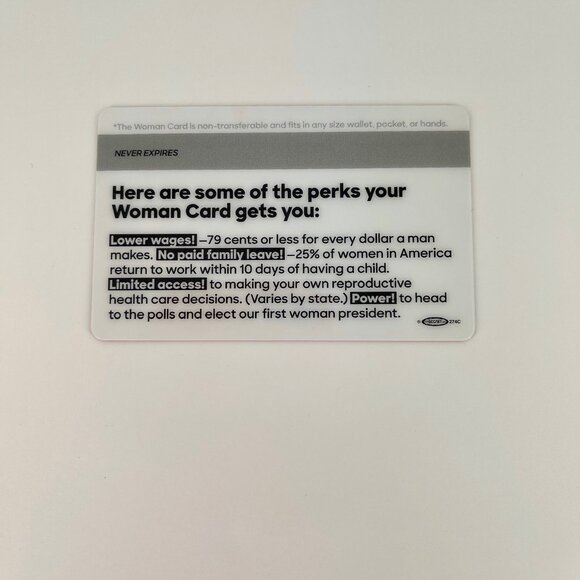 *The Woman Card is non-transferable and fits in any size wallet, pocket, or hands.
NEVER EXPIRES
Here are some of the perks your
Woman Card gets you:
Lower wages! –79 cents or less for every dollar a man
makes. No paid family leave! –25% of women in America
return to work within 10 days of having a child.
Limited access! to making your own reproductive
health care decisions. (Varies by state.) Power! to head
to the polls and elect our first woman president.
274C